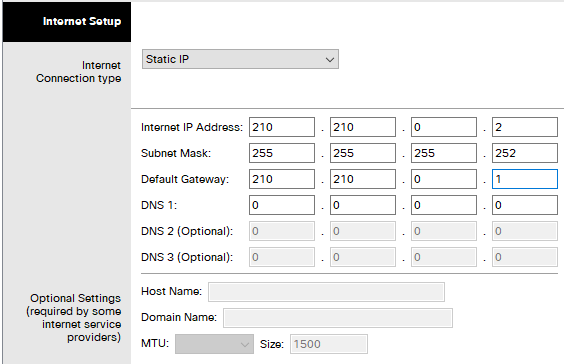 Internet Setup
Internet
Connection type
Static IP
Internet IP Address: 210 . 210 . 0 . 2
Subnet Mask: 255 . 255 . 255 . 252
Default Gateway: 210 . 210 . 0 . 1
DNS 1: 0 . 0 . 0 . 0
DNS 2 (Optional): 0 . 0 . 0 . 0
DNS 3 (Optional): 0 . 0 . 0 . 0
Optional Settings
(required by some
internet service
providers)
Host Name:
Domain Name:
MTU: Size: 1500